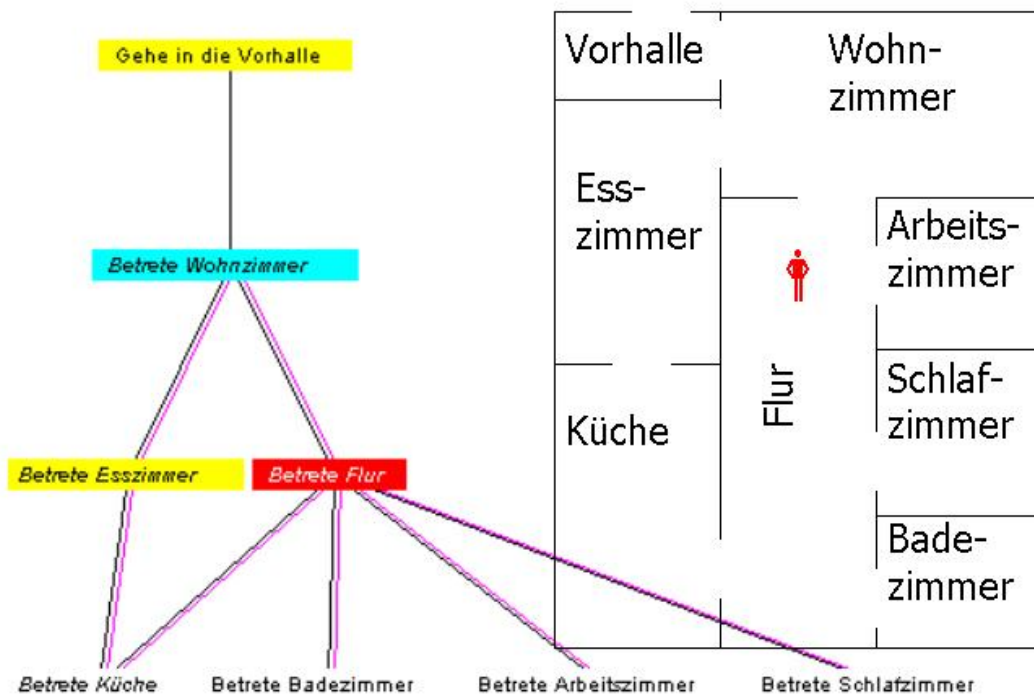 Gehe in die Vorhalle
Betrete Wohnzimmer
Betrete Esszimmer
Betrete Flur
Betrete Küche
Betrete Badezimmer
Betrete Arbeitszimmer
Betrete Schlafzimmer
Vorhalle
Wohn-
zimmer
Ess-
zimmer
Arbeits-
zimmer
Flur
Schlaf-
zimmer
Küche
Bade-
zimmer